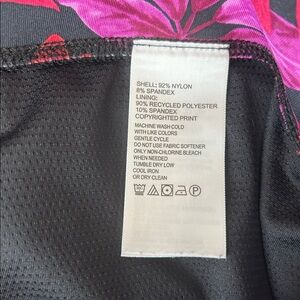 SHELL: 92% NYLON
8% SPANDEX
LINING:
90% RECYCLED POLYESTER
10% SPANDEX
COPYRIGHTED PRINT
MACHINE WASH COLD
WITH LIKE COLORS
GENTLE CYCLE
DO NOT USE FABRIC SOFTENER
ONLY NON-CHLORINE BLEACH
WHEN NEEDED
TUMBLE DRY LOW
COOL IRON
OR DRY CLEAN